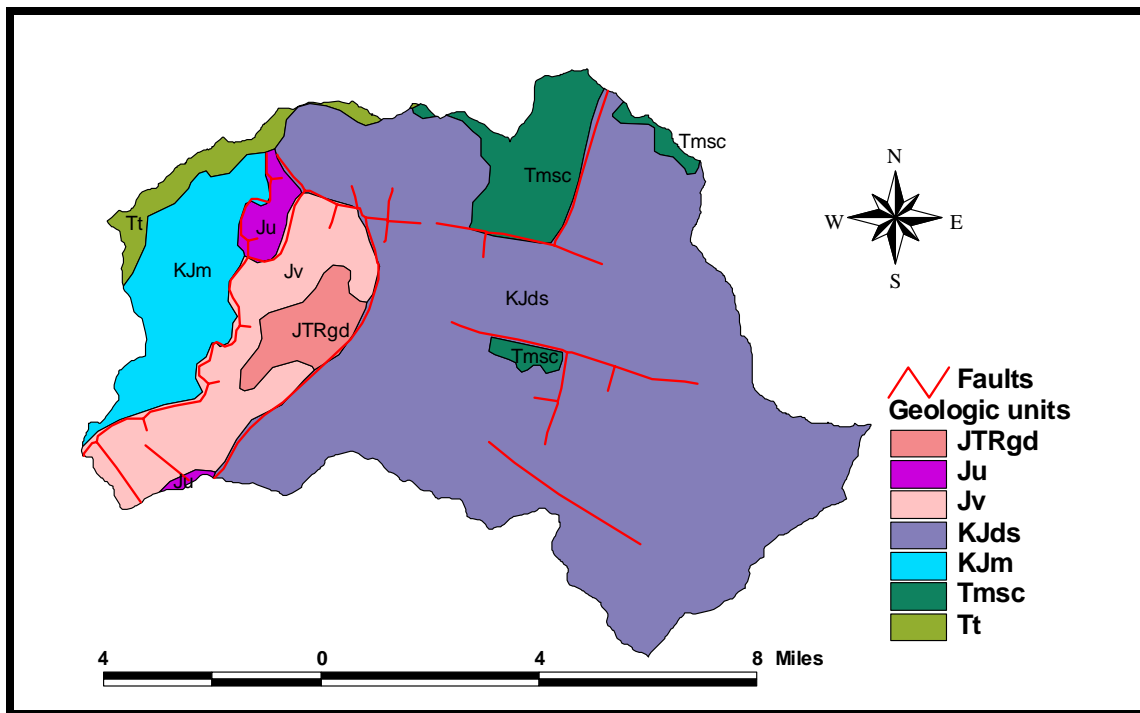 Tmsc
Tmsc
N
W E
S
Tt
Ju
KJm
Jv
KJds
JTRgd
Tmsc
Ju
Faults
Geologic units
JTRgd
Ju
Jv
KJds
KJm
Tmsc
Tt
4 0 4 8 Miles